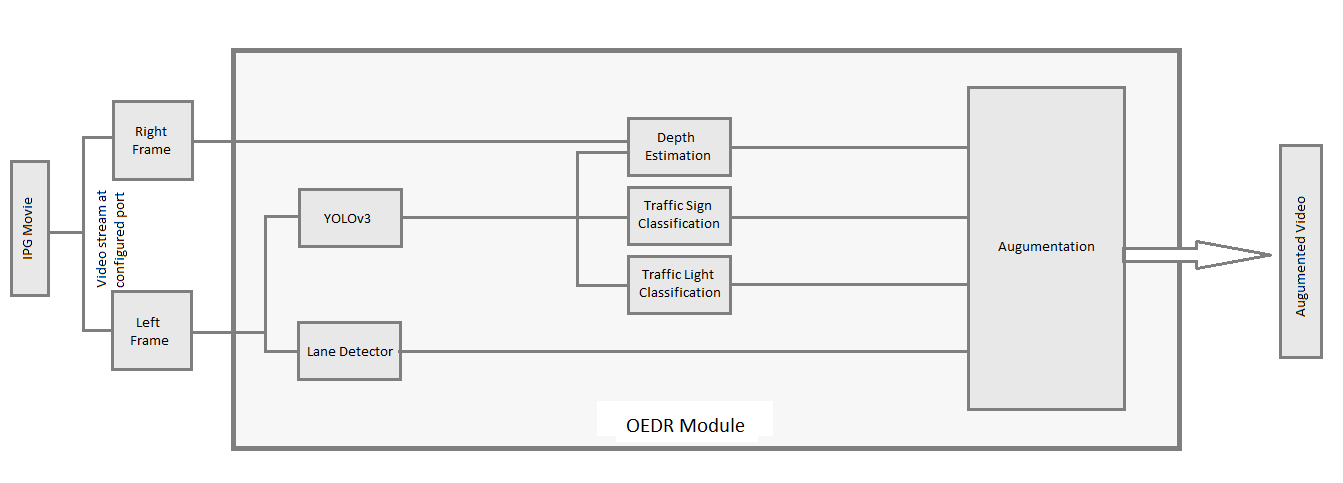 IPG Movie
Video stream at
configured port
Right
Frame
Left
Frame
YOLOv3
Lane Detector
Depth
Estimation
Traffic Sign
Classification
Traffic Light
Classification
Augumentation
OEDR Module
Augumented Video